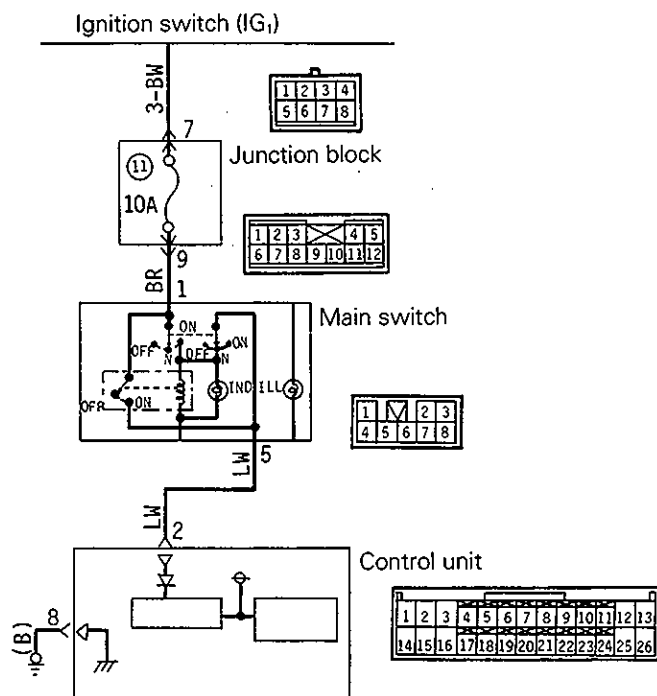 Ignition switch (IG₁)
3-BW
1 2 3 4
5 6 7 8
7
Junction block
11
10A
1 2 3 4 5
6 7 8 9 10 11 12
9
BR
1
Main switch
ON
OFF N OFF N ON
IND ILL
OFF ON
1 2 3
4 5 6 7 8
LW 5
LW
2
Control unit
(B)
8
1 2 3 4 5 6 7 8 9 10 11 12 13
14 15 16 17 18 19 20 21 22 23 24 25 26